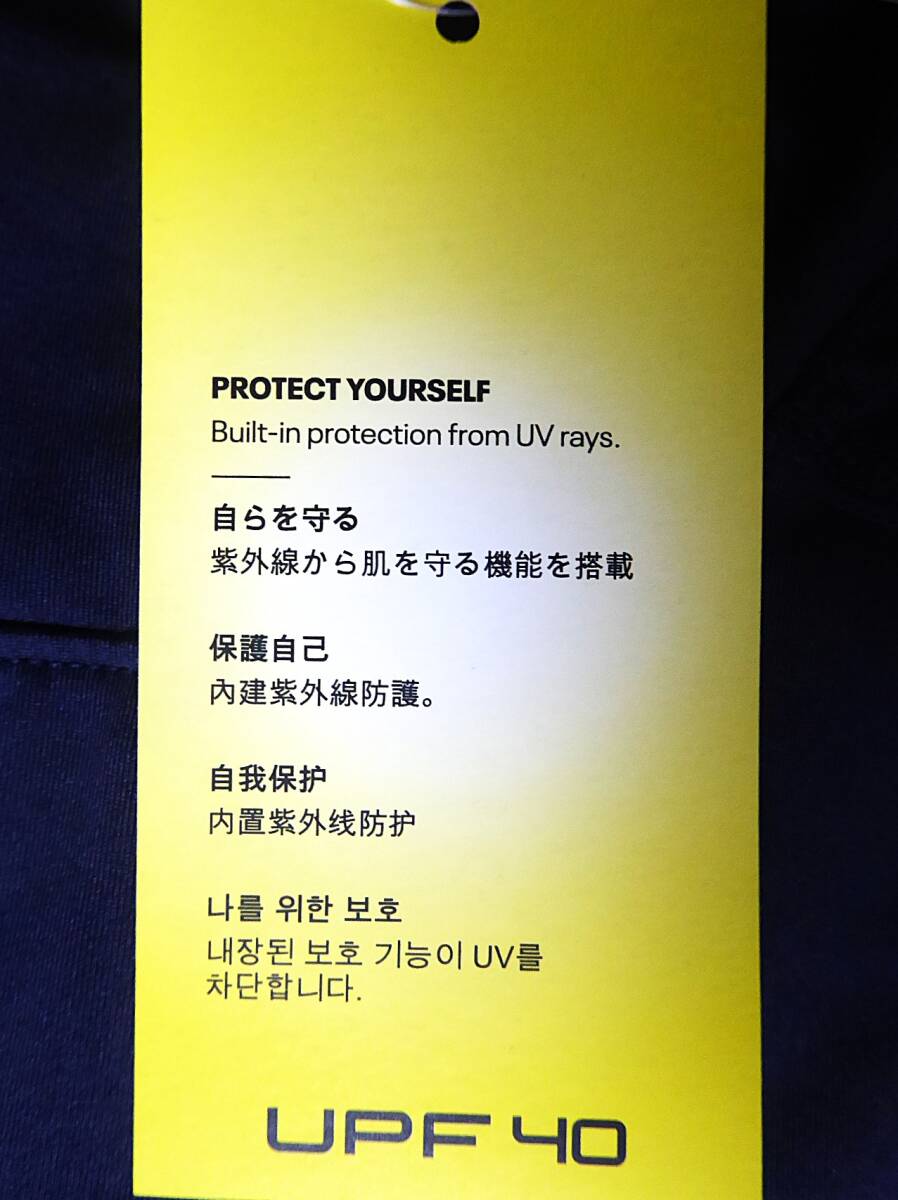 PROTECT YOURSELF
Built-in protection from UV rays.
自らを守る
紫外線から肌を守る機能を搭載
保護自己
內建紫外線防護。
自我保护
内置紫外线防护
나를 위한 보호
내장된 보호 기능이 UV를
차단합니다.
UPF 40